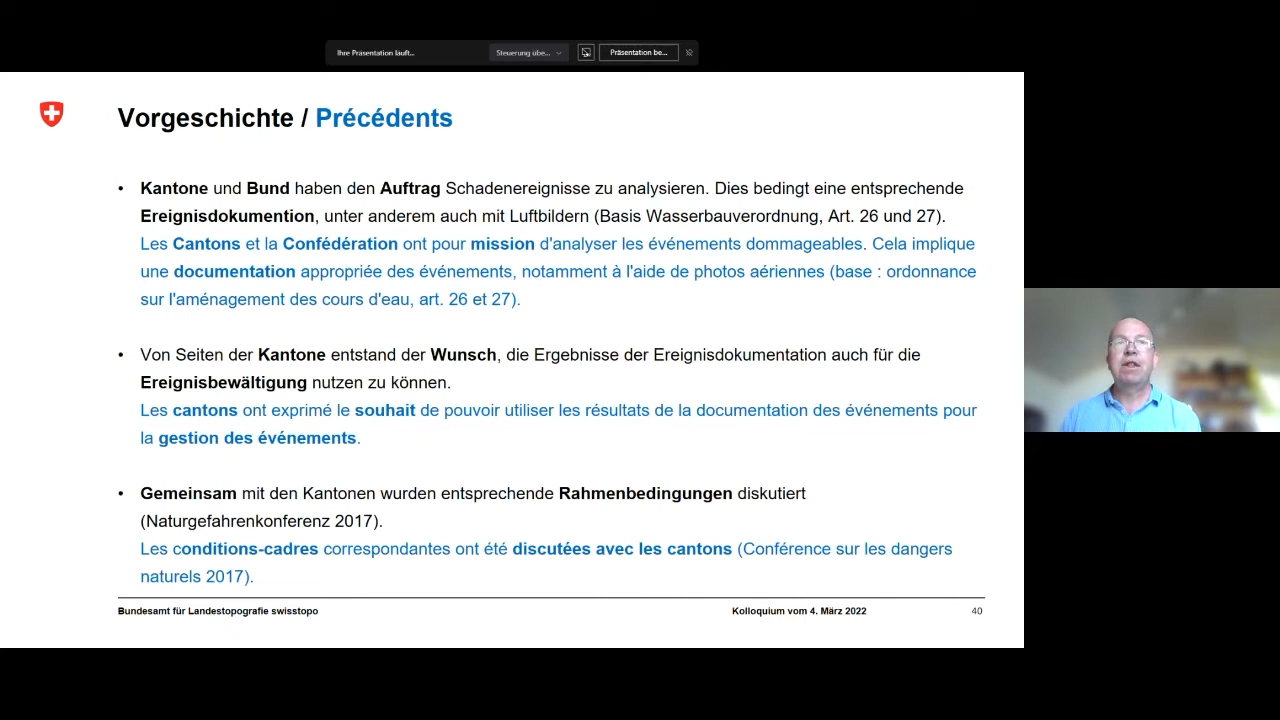 Ihre Präsentation läuft...
Steuerung übe...
Präsentation be...
Vorgeschichte / Précédents
• Kantone und Bund haben den Auftrag Schadenereignisse zu analysieren. Dies bedingt eine entsprechende
Ereignisdokumention, unter anderem auch mit Luftbildern (Basis Wasserbauverordnung, Art. 26 und 27).
Les Cantons et la Confédération ont pour mission d'analyser les événements dommageables. Cela implique
une documentation appropriée des événements, notamment à l'aide de photos aériennes (base : ordonnance
sur l'aménagement des cours d'eau, art. 26 et 27).
• Von Seiten der Kantone entstand der Wunsch, die Ergebnisse der Ereignisdokumentation auch für die
Ereignisbewältigung nutzen zu können.
Les cantons ont exprimé le souhait de pouvoir utiliser les résultats de la documentation des événements pour
la gestion des événements.
• Gemeinsam mit den Kantonen wurden entsprechende Rahmenbedingungen diskutiert
(Naturgefahrenkonferenz 2017).
Les conditions-cadres correspondantes ont été discutées avec les cantons (Conférence sur les dangers
naturels 2017).
Bundesamt für Landestopografie swisstopo
Kolloquium vom 4. März 2022
40